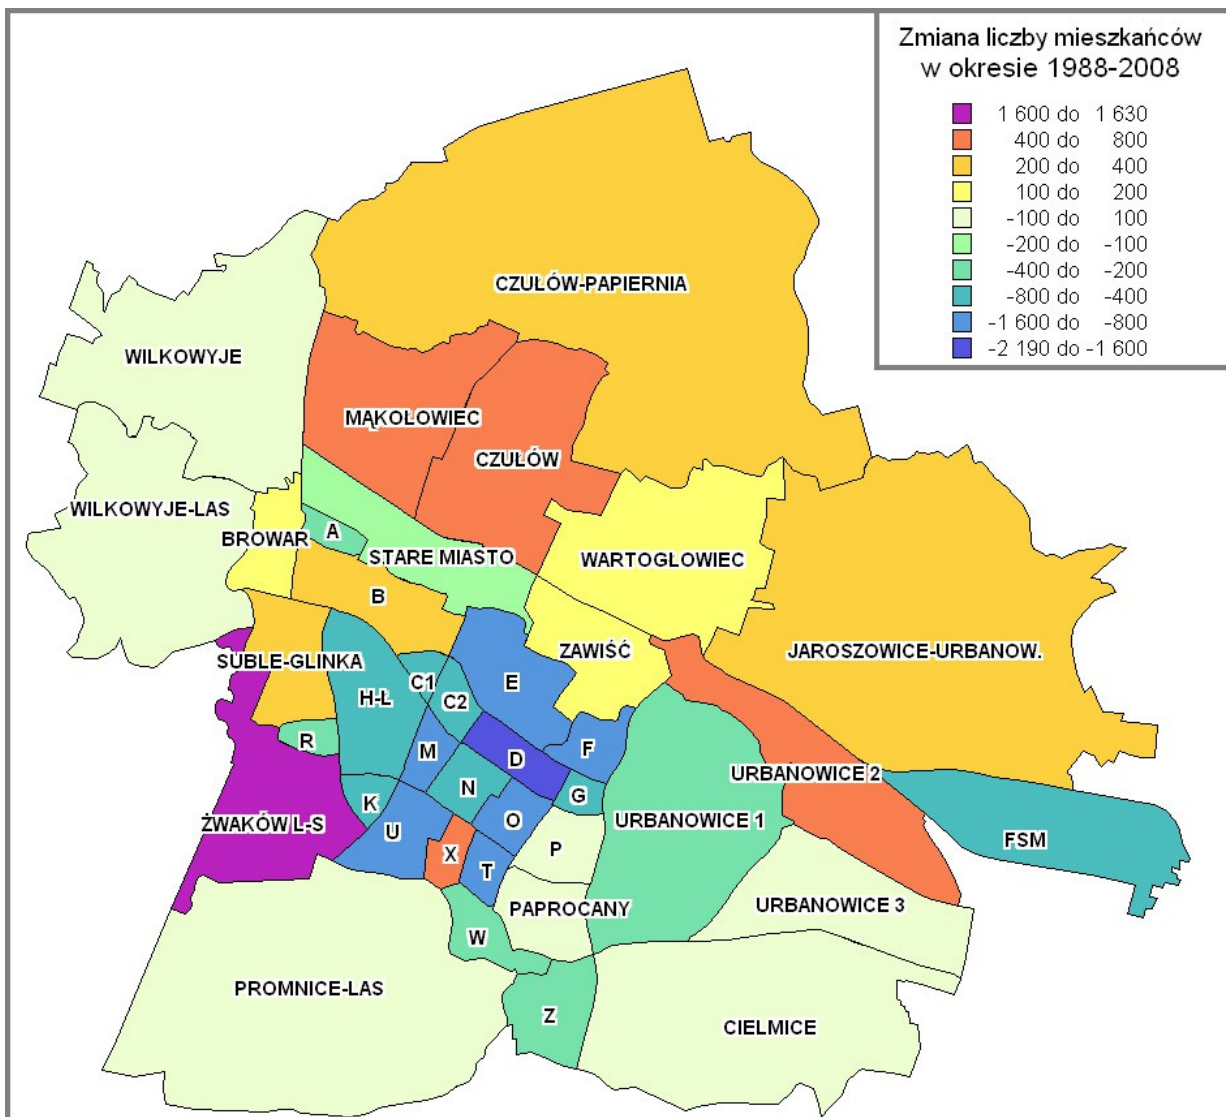 Zmiana liczby mieszkańców
w okresie 1988-2008
1 600 do 1 630
400 do 800
200 do 400
100 do 200
-100 do 100
-200 do -100
-400 do -200
-800 do -400
-1 600 do -800
-2 190 do -1 600
CZUŁÓW-PAPIERNIA
WILKOWYJE
MĄKOŁOWIEC
CZUŁÓW
WILKOWYJE-LAS
BROWAR
A
STARE MIASTO
WARTOGŁOWIEC
B
ZAWIŚĆ
JAROSZOWICE-URBANOW.
SUBLE-GLINKA
H-Ł
C1
C2
E
R
M
D
F
URBANOWICE 2
K
N
G
ŻWAKÓW L-S
U
O
URBANOWICE 1
FSM
X
T
P
PAPROCANY
URBANOWICE 3
W
PROMNICE-LAS
Z
CIELMICE